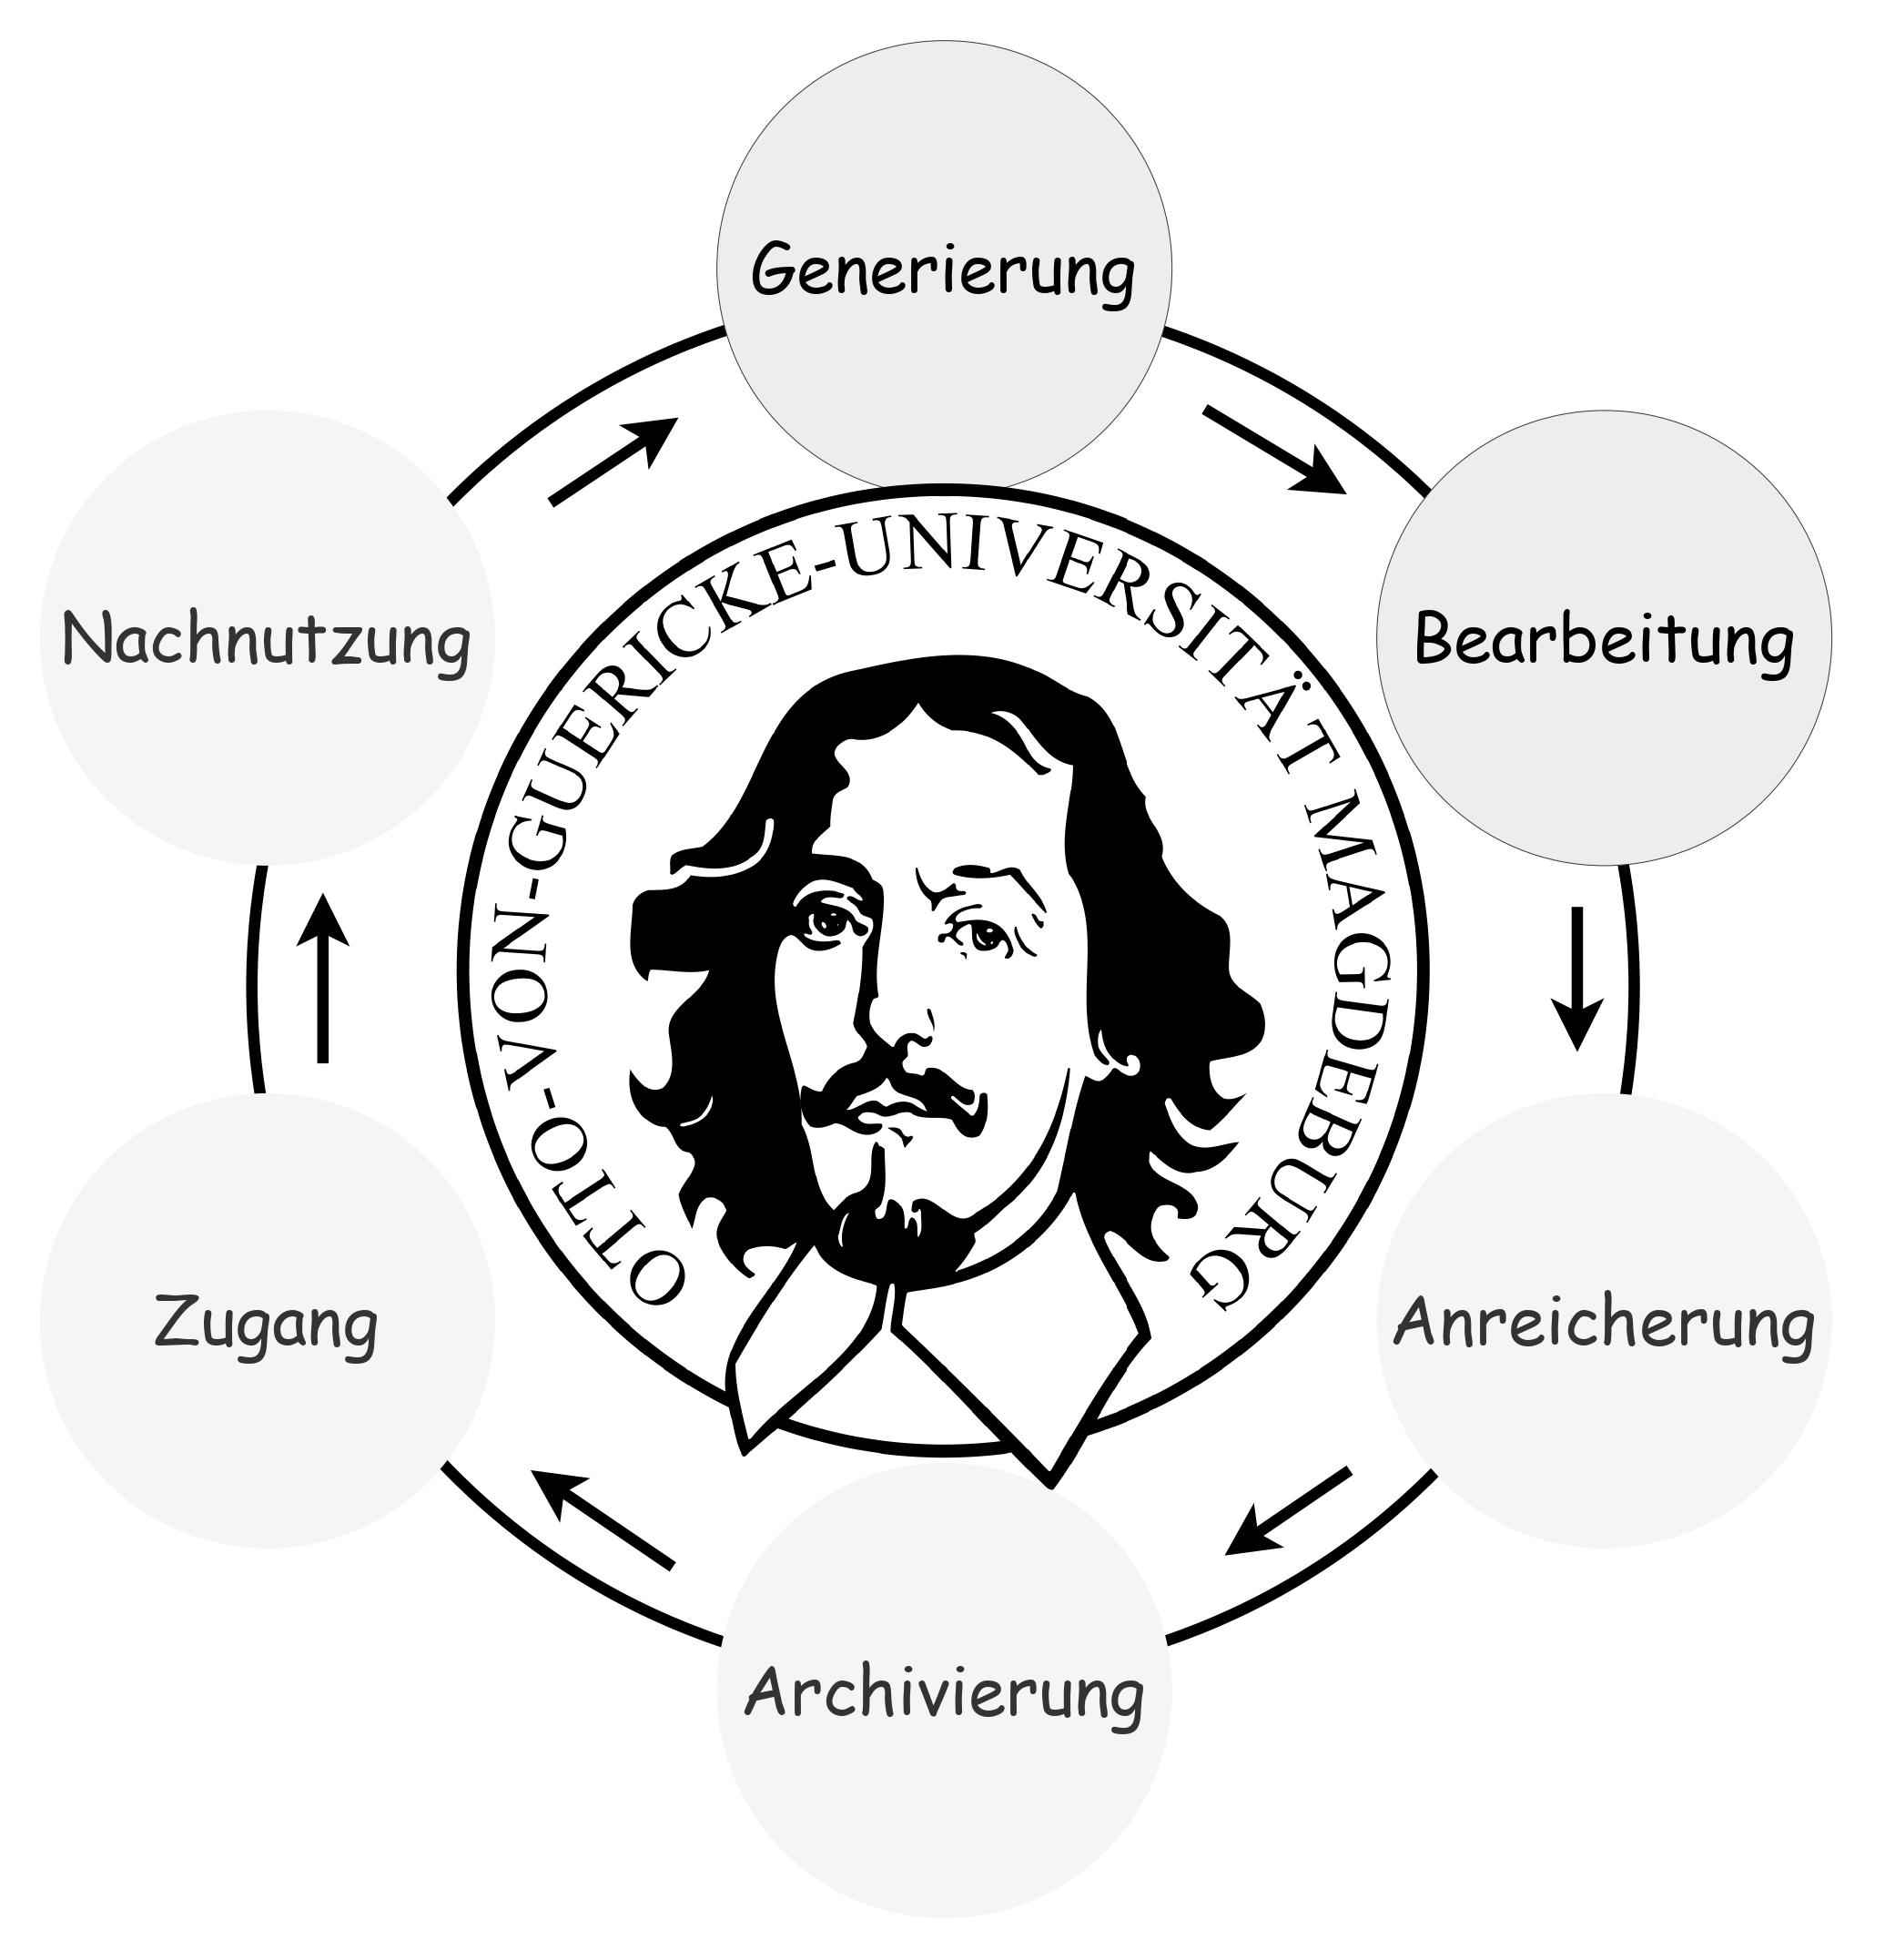 Generierung
Bearbeitung
Anreicherung
Archivierung
Zugang
Nachnutzung
OTTO-VON-GUERICKE-UNIVERSITÄT MAGDEBURG